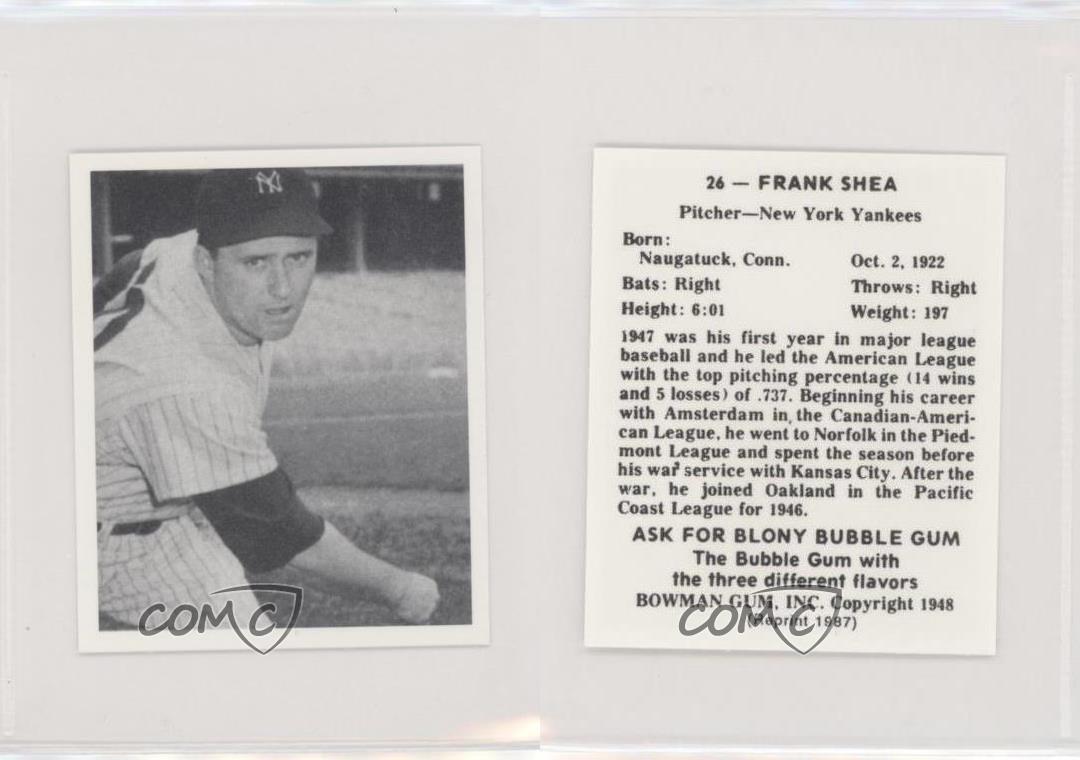 NY
26 — FRANK SHEA
Pitcher—New York Yankees
Born:
Naugatuck, Conn. Oct. 2, 1922
Bats: Right Throws: Right
Height: 6:01 Weight: 197
1947 was his first year in major league
baseball and he led the American League
with the top pitching percentage (14 wins
and 5 losses) of .737. Beginning his career
with Amsterdam in the Canadian-Ameri-
can League, he went to Norfolk in the Pied-
mont League and spent the season before
his war service with Kansas City. After the
war, he joined Oakland in the Pacific
Coast League for 1946.
ASK FOR BLONY BUBBLE GUM
The Bubble Gum with
the three different flavors
BOWMAN GUM, INC. Copyright 1948
(Reprint 1987)
COMC
COMC